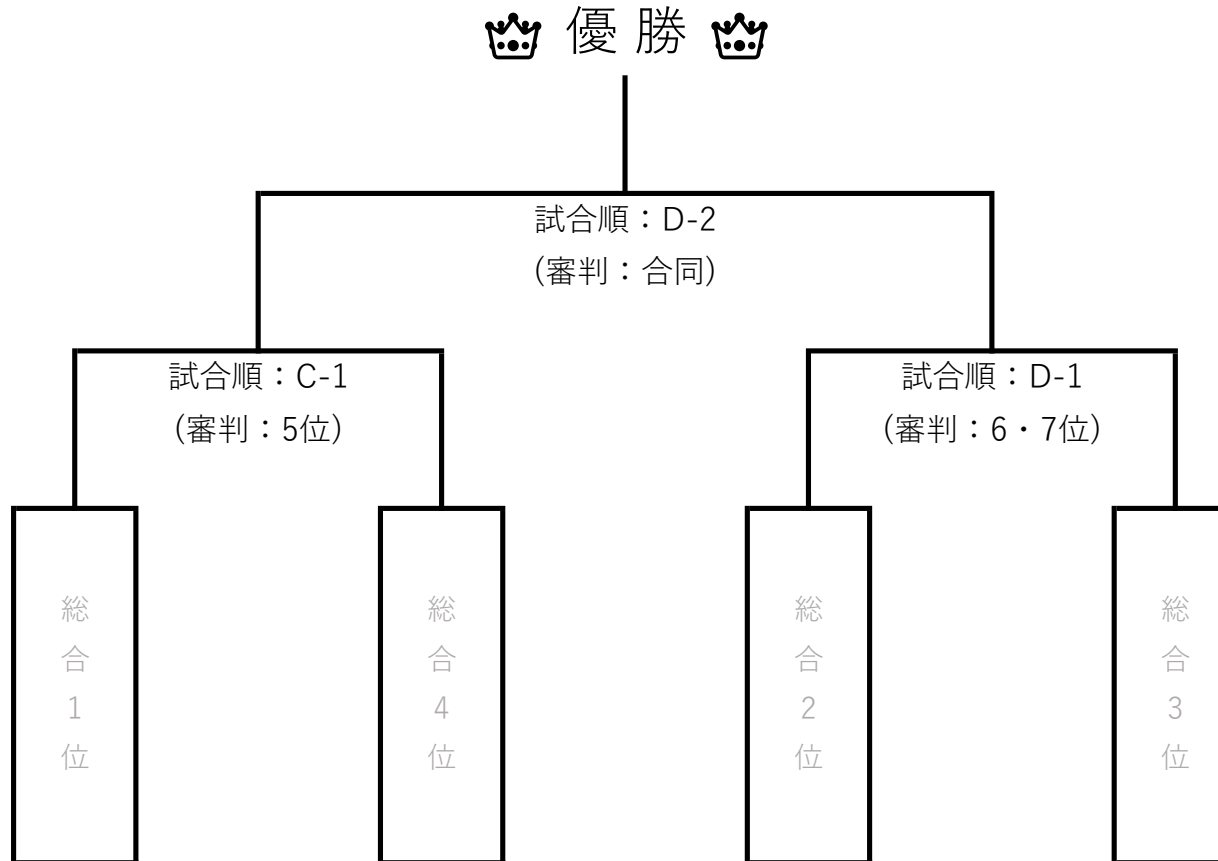 優勝
試合順：D-2
(審判：合同)
試合順：C-1
(審判：5位)
試合順：D-1
(審判：6・7位)
総合1位
総合4位
総合2位
総合3位